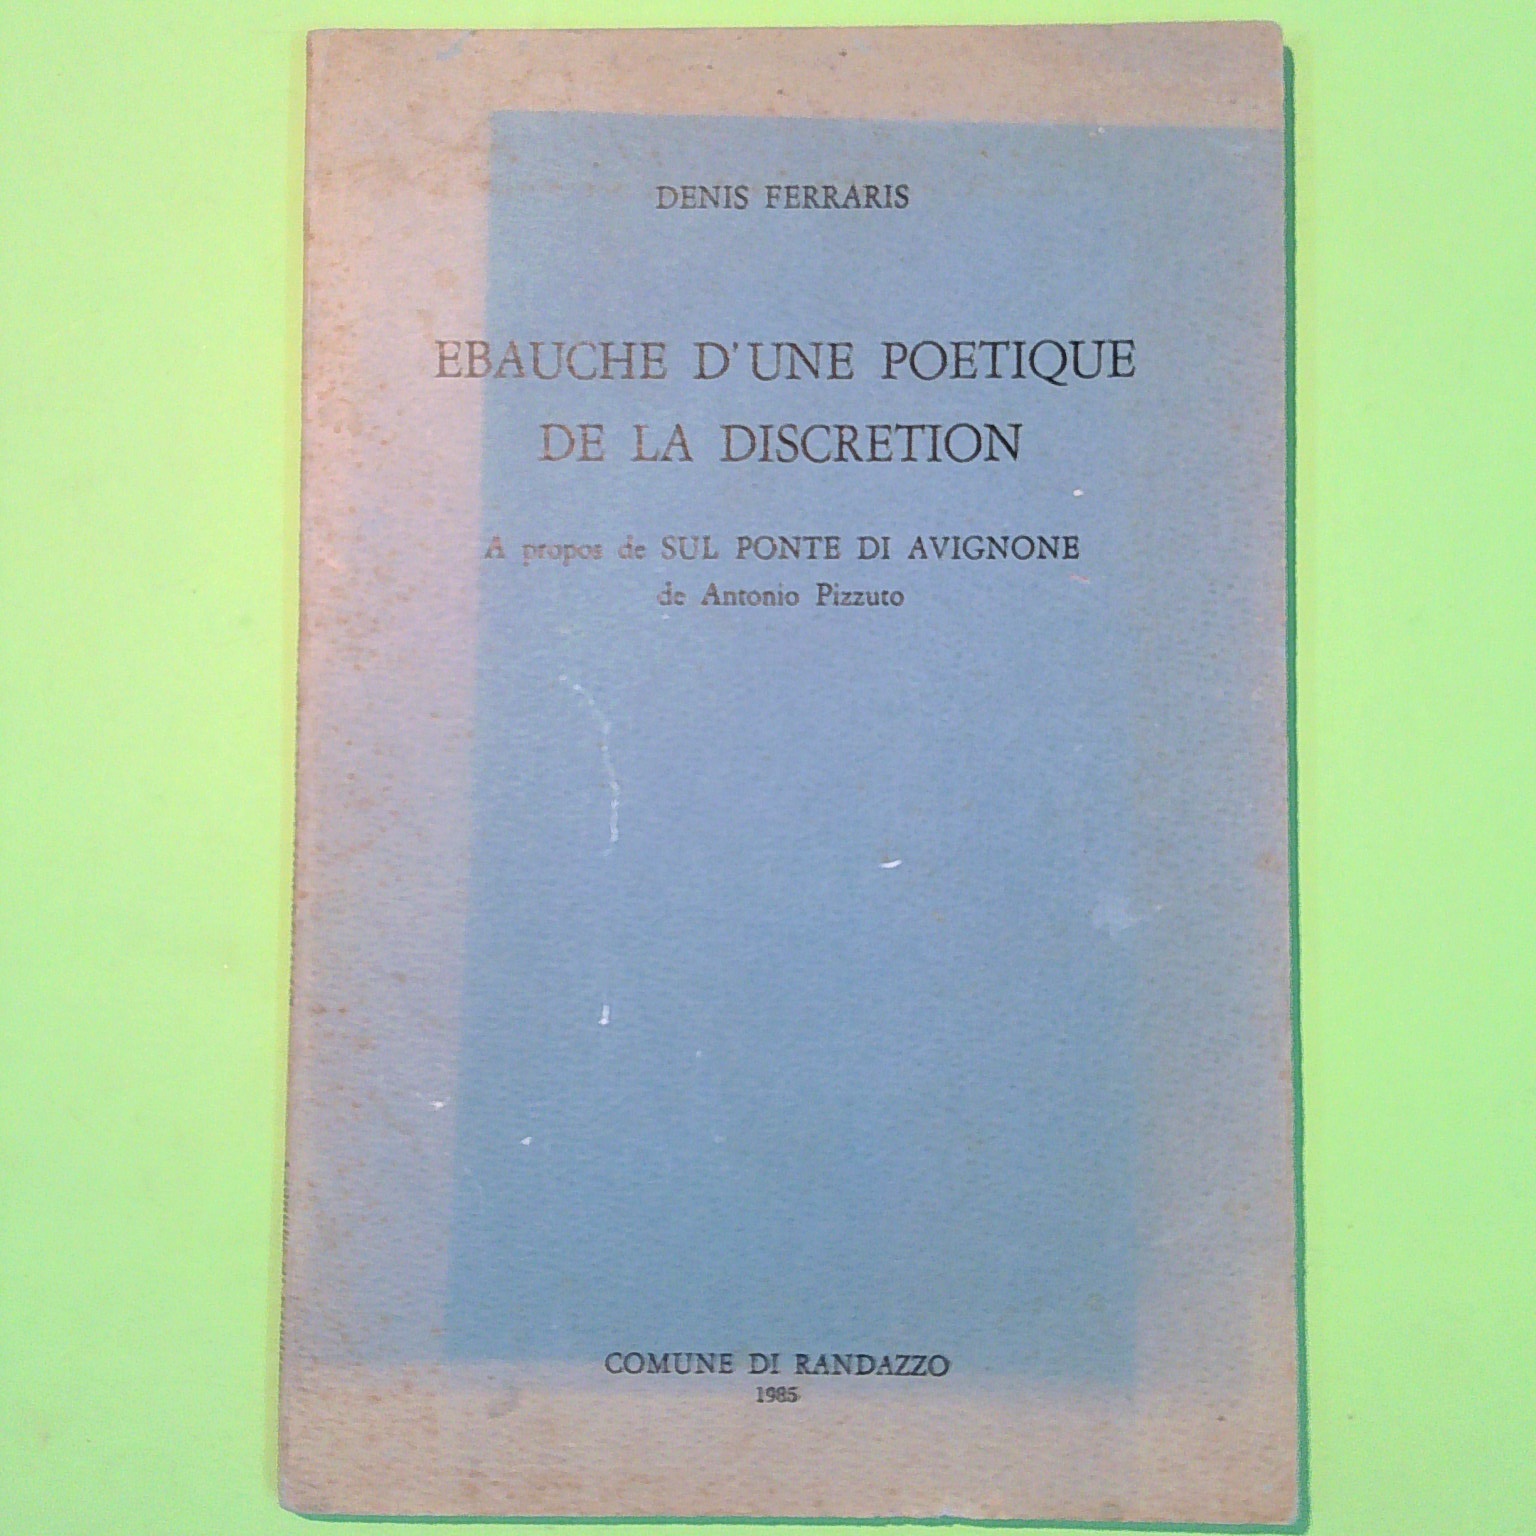 DENIS FERRARIS
EBAUCHE D'UNE POETIQUE
DE LA DISCRETION
A propos de SUL PONTE DI AVIGNONE
de Antonio Pizzuto
COMUNE DI RANDAZZO
1985